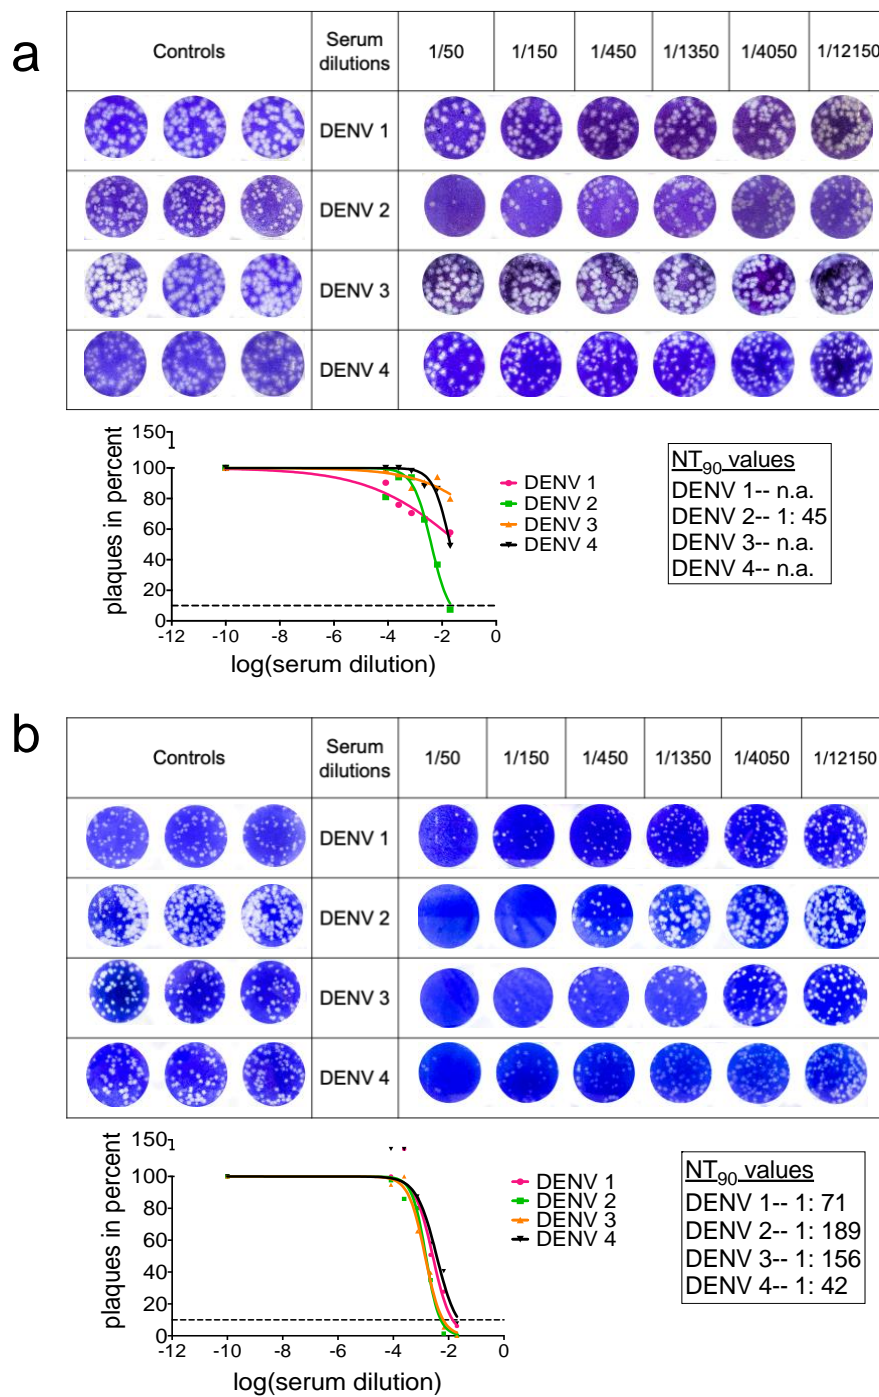 a
Controls Serum dilutions 1/50 1/150 1/450 1/1350 1/4050 1/12150
DENV 1
DENV 2
DENV 3
DENV 4
150
100
80
60
40
20
0
plaques in percent
-12 -10 -8 -6 -4 -2 0
log(serum dilution)
DENV 1
DENV 2
DENV 3
DENV 4
NT90 values
DENV 1-- n.a.
DENV 2-- 1: 45
DENV 3-- n.a.
DENV 4-- n.a.
b
Controls Serum dilutions 1/50 1/150 1/450 1/1350 1/4050 1/12150
DENV 1
DENV 2
DENV 3
DENV 4
150
100
80
60
40
20
0
plaques in percent
-12 -10 -8 -6 -4 -2 0
log(serum dilution)
DENV 1
DENV 2
DENV 3
DENV 4
NT90 values
DENV 1-- 1: 71
DENV 2-- 1: 189
DENV 3-- 1: 156
DENV 4-- 1: 42